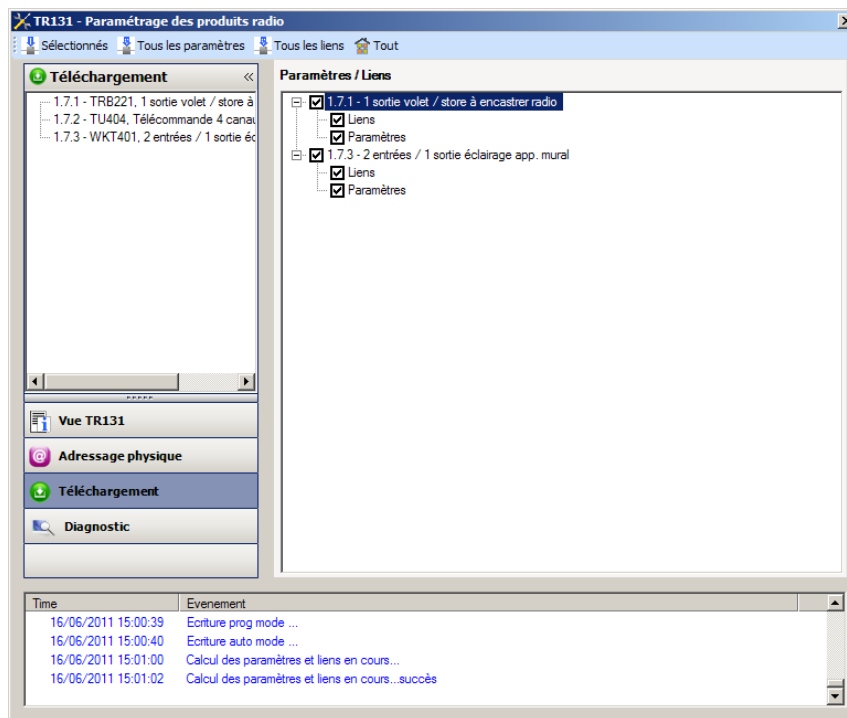 TR131 - Paramétrage des produits radio
Sélectionnés Tous les paramètres Tous les liens Tout
Téléchargement
1.7.1 - TRB221, 1 sortie volet / store à
1.7.2 - TU404, Télécommande 4 canau
1.7.3 - WKT401, 2 entrées / 1 sortie éc
Vue TR131
Adressage physique
Téléchargement
Diagnostic
Paramètres / Liens
1.7.1 - 1 sortie volet / store à encastrer radio
Liens
Paramètres
1.7.3 - 2 entrées / 1 sortie éclairage app. mural
Liens
Paramètres
Time Evenement
16/06/2011 15:00:39 Ecriture prog mode ...
16/06/2011 15:00:40 Ecriture auto mode ...
16/06/2011 15:01:00 Calcul des paramètres et liens en cours...
16/06/2011 15:01:02 Calcul des paramètres et liens en cours...succès